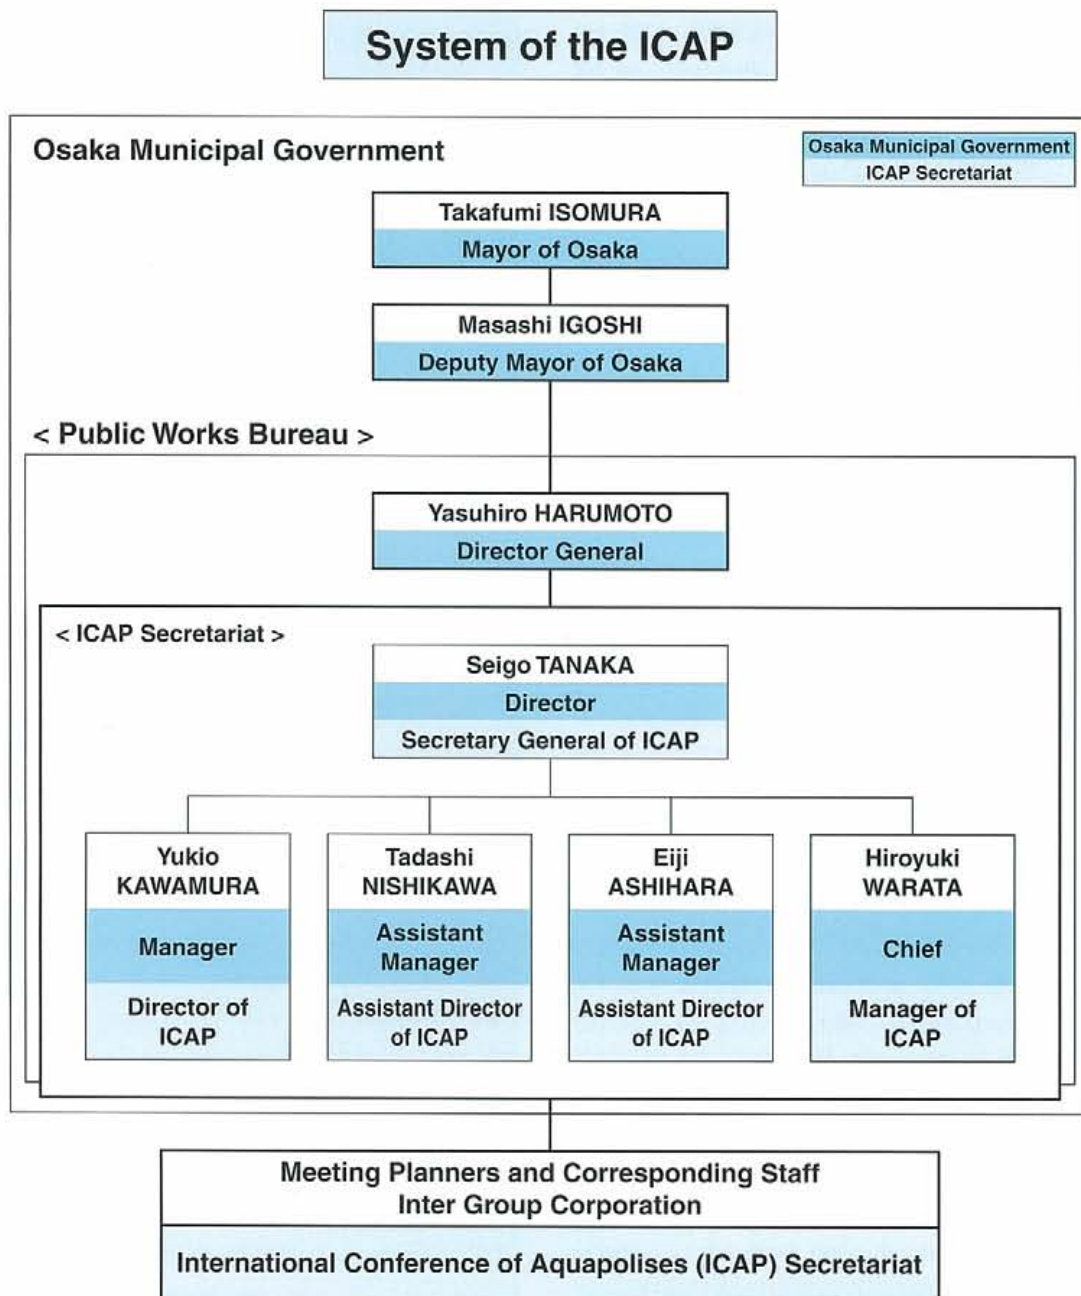 System of the ICAP
Osaka Municipal Government
Osaka Municipal Government
ICAP Secretariat
Takafumi ISOMURA
Mayor of Osaka
Masashi IGOSHI
Deputy Mayor of Osaka
< Public Works Bureau >
Yasuhiro HARUMOTO
Director General
< ICAP Secretariat >
Seigo TANAKA
Director
Secretary General of ICAP
Yukio
KAWAMURA
Manager
Director of
ICAP
Tadashi
NISHIKAWA
Assistant
Manager
Assistant Director
of ICAP
Eiji
ASHIHARA
Assistant
Manager
Assistant Director
of ICAP
Hiroyuki
WARATA
Chief
Manager of
ICAP
Meeting Planners and Corresponding Staff
Inter Group Corporation
International Conference of Aquapolises (ICAP) Secretariat